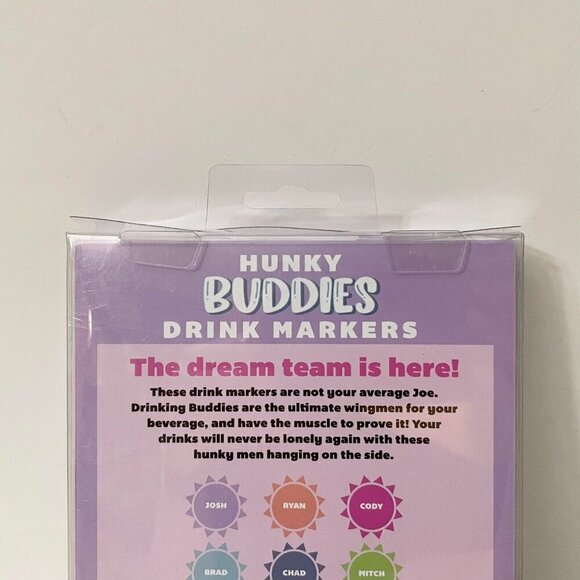 HUNKY
BUDDIES
DRINK MARKERS
The dream team is here!
These drink markers are not your average Joe.
Drinking Buddies are the ultimate wingmen for your
beverage, and have the muscle to prove it! Your
drinks will never be lonely again with these
hunky men hanging on the side.
JOSH RYAN CODY
BRAD CHAD MITCH